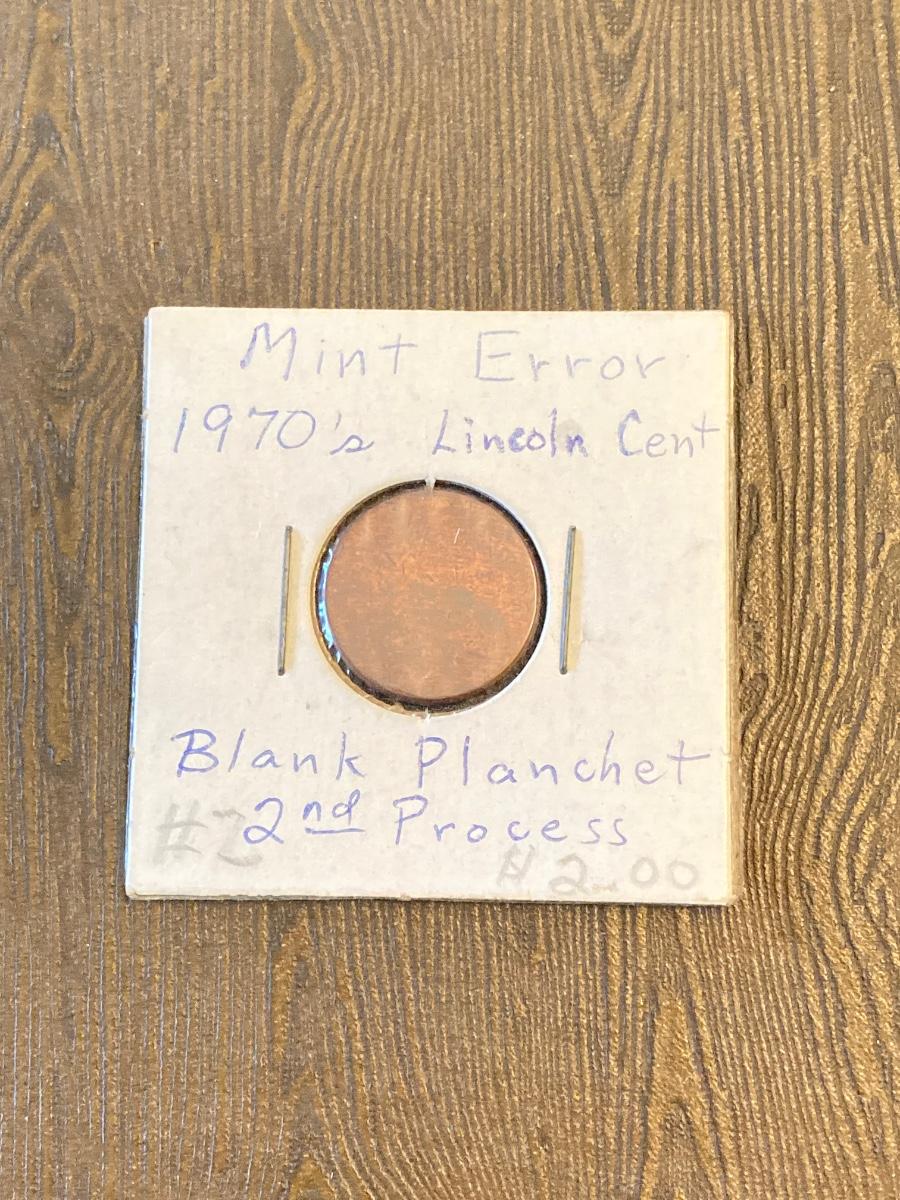 Mint Error
1970's Lincoln Cent
Blank Planchet
#2 2nd Process
$2.00